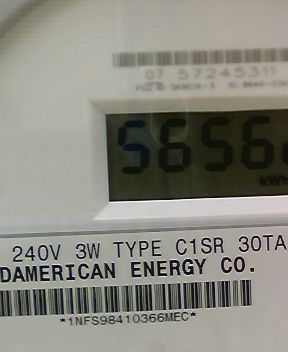 07 57245311
5656
kWh
240V 3W TYPE C1SR 30TA
DAMERICAN ENERGY CO.
*1NFS98410366MEC*